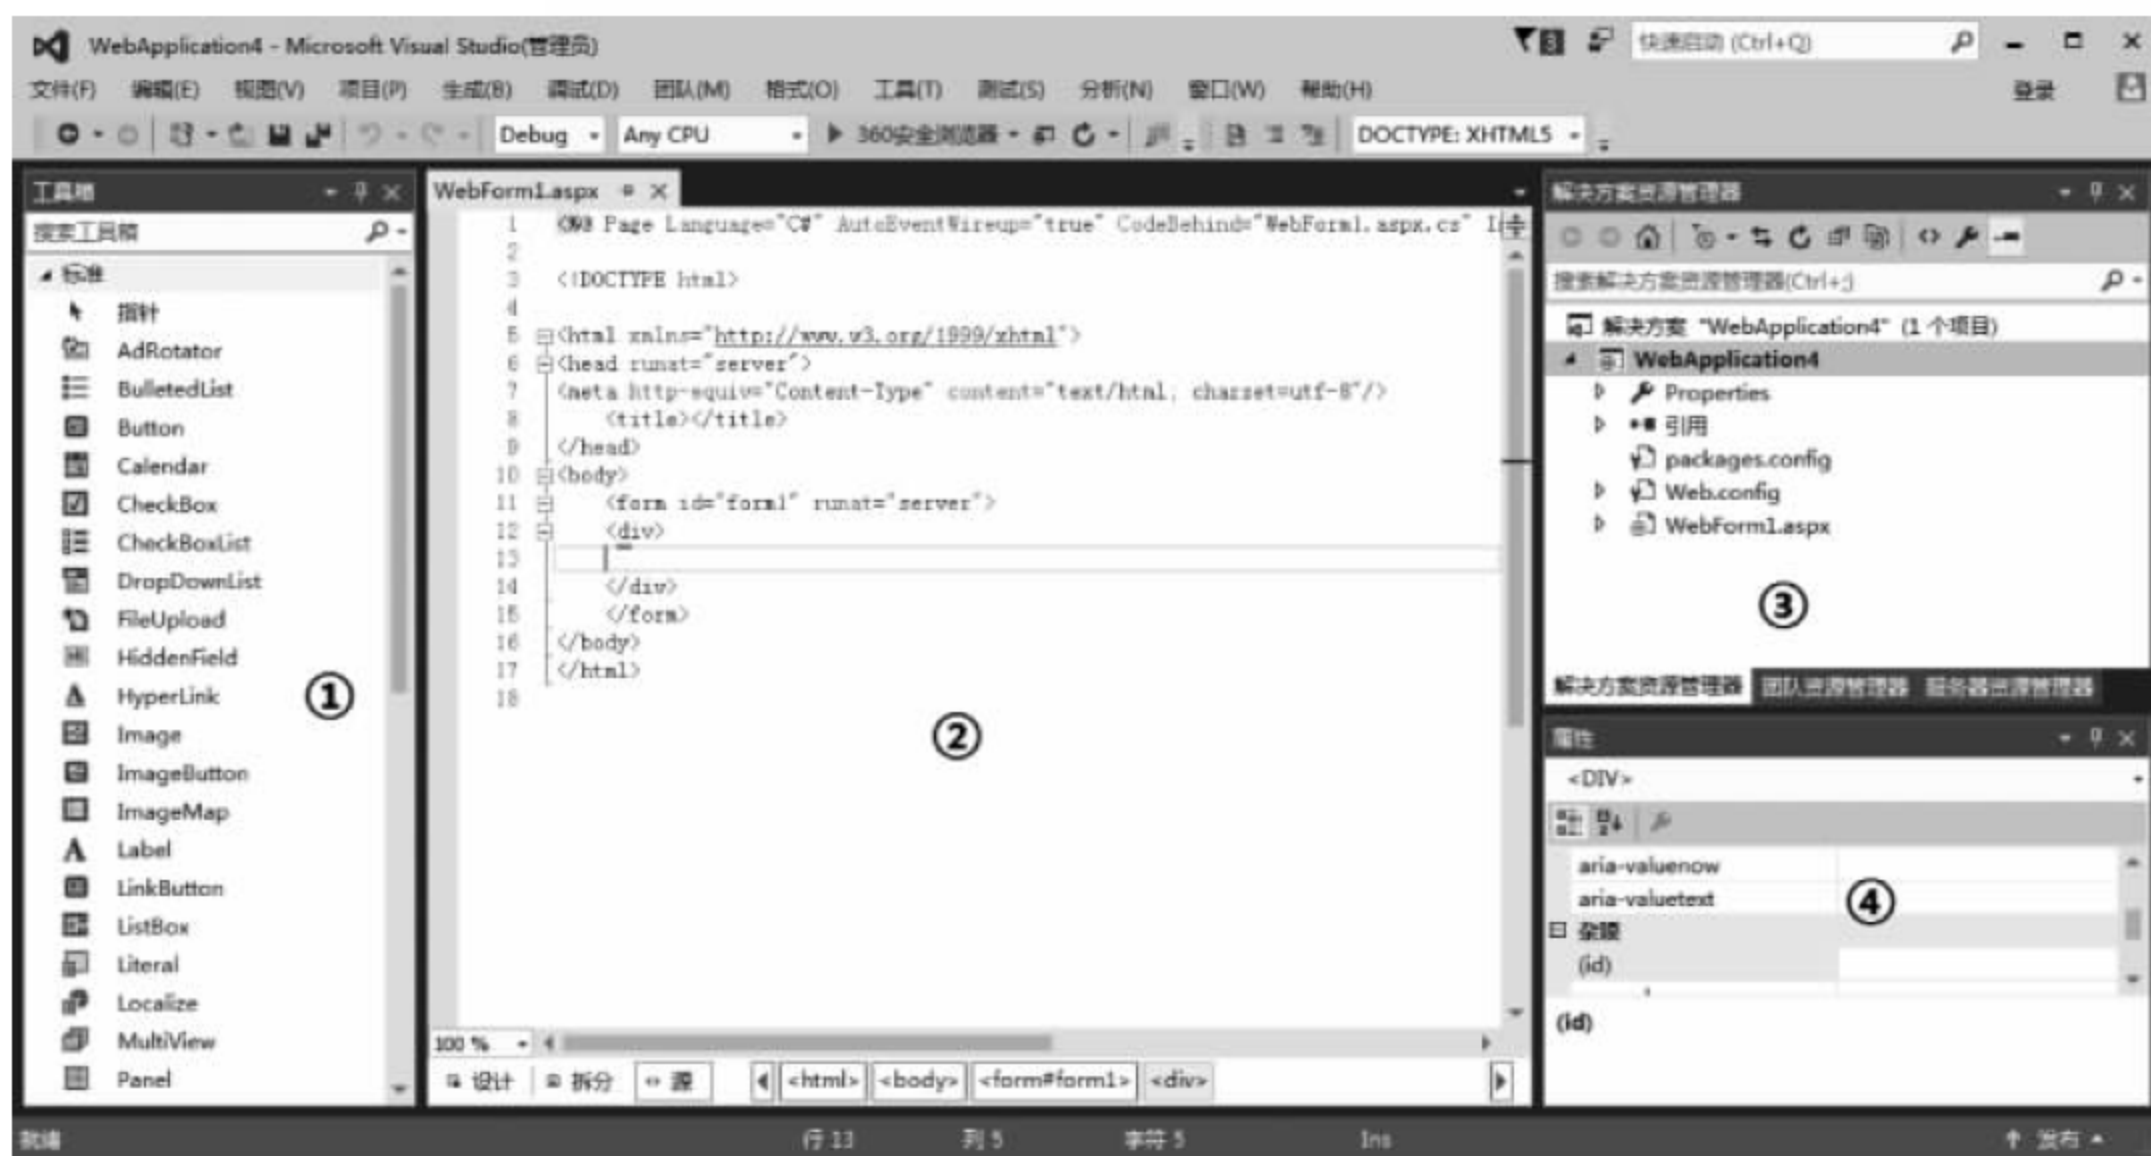 WebApplication4 - Microsoft Visual Studio(管理员)
3
快速启动 (Ctrl+Q)
文件(F) 编辑(E) 视图(V) 项目(P) 生成(B) 调试(D) 团队(M) 格式(O) 工具(T) 测试(S) 分析(N) 窗口(W) 帮助(H)
登录
Debug
Any CPU
360安全浏览器
DOCTYPE: XHTML5
工具箱
搜索工具箱
标准
指针
AdRotator
BulletedList
Button
Calendar
CheckBox
CheckBoxList
DropDownList
FileUpload
HiddenField
HyperLink
①
Image
ImageButton
ImageMap
Label
LinkButton
ListBox
Literal
Localize
MultiView
Panel
WebForm1.aspx
1 <%@ Page Language="C#" AutoEventWireup="true" CodeBehind="WebForm1.aspx.cs" I
2
3 <!DOCTYPE html>
4
5 <html xmlns="http://www.w3.org/1999/xhtml">
6 <head runat="server">
7 <meta http-equiv="Content-Type" content="text/html; charset=utf-8"/>
8 <title></title>
9 </head>
10 <body>
11 <form id="form1" runat="server">
12 <div>
13
14 </div>
15 </form>
16 </body>
17 </html>
18
②
100 %
设计 拆分 源 <html> <body> <form#form1> <div>
解决方案资源管理器
搜索解决方案资源管理器(Ctrl+;)
解决方案 "WebApplication4" (1 个项目)
WebApplication4
Properties
引用
packages.config
Web.config
WebForm1.aspx
③
解决方案资源管理器 团队资源管理器 服务器资源管理器
属性
<DIV>
aria-valuenow
aria-valuetext
④
杂项
(id)
(id)
就绪 行 13 列 5 字符 5 Ins 发布